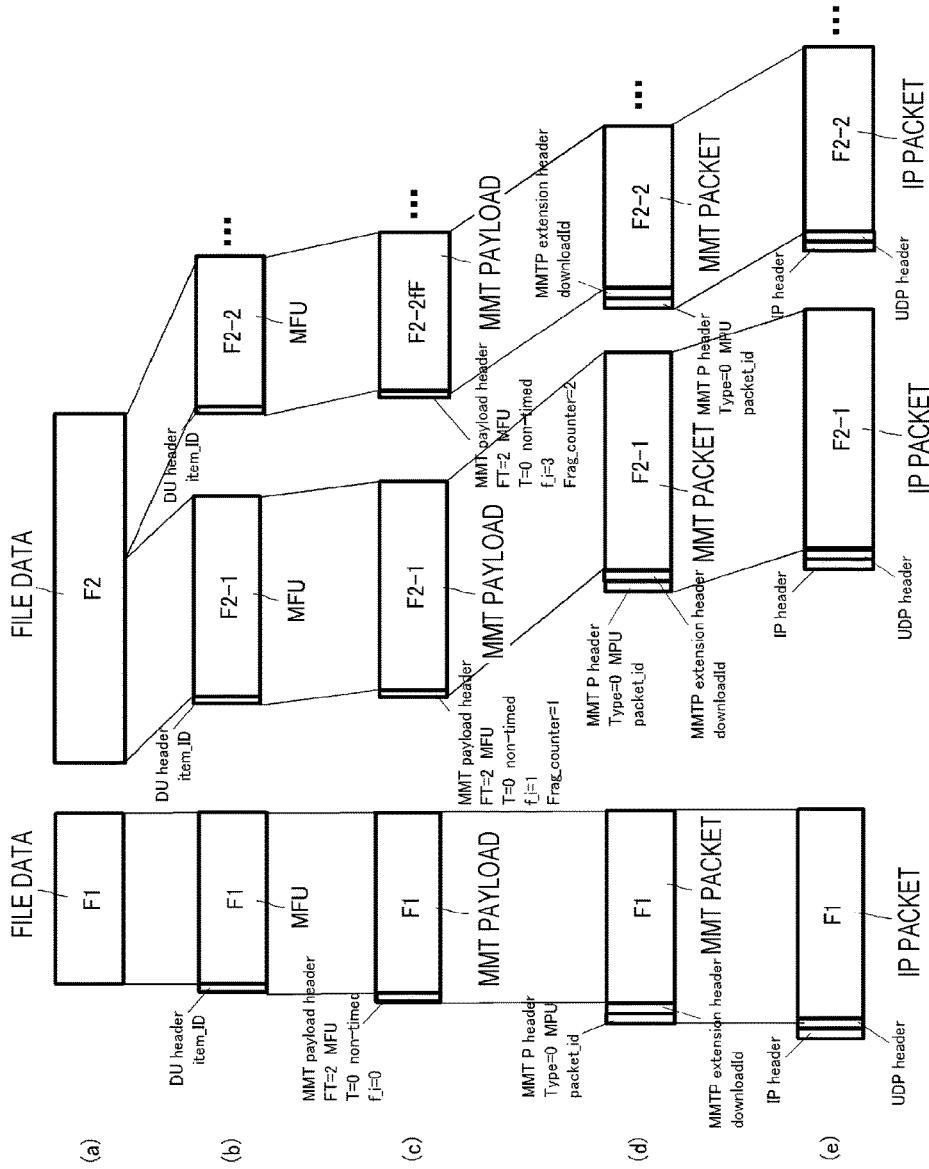 (a)
FILE DATA
F1
FILE DATA
F2
(b)
DU header
item_ID
F1
MFU
DU header
item_ID
F2-1
MFU
DU header
item_ID
F2-2
MFU
...
(c)
MMT payload header
FT=2 MFU
T=0 non-timed
f_i=0
F1
MMT PAYLOAD
MMT payload header
FT=2 MFU
T=0 non-timed
f_i=1
Frag_counter=1
F2-1
MMT PAYLOAD
MMT payload header
FT=2 MFU
T=0 non-timed
f_i=3
Frag_counter=2
F2-2fF
MMT PAYLOAD
...
(d)
MMT P header
Type=0 MPU
packet_id
F1
MMT PACKET
MMTP extension header
downloadId
MMT P header
Type=0 MPU
packet_id
F2-1
MMT PACKET
MMTP extension header
downloadId
MMT P header
Type=0 MPU
packet_id
MMTP extension header
downloadId
F2-2
MMT PACKET
...
(e)
IP header
F1
UDP header
IP PACKET
IP header
F2-1
UDP header
IP PACKET
IP header
F2-2
UDP header
IP PACKET
...